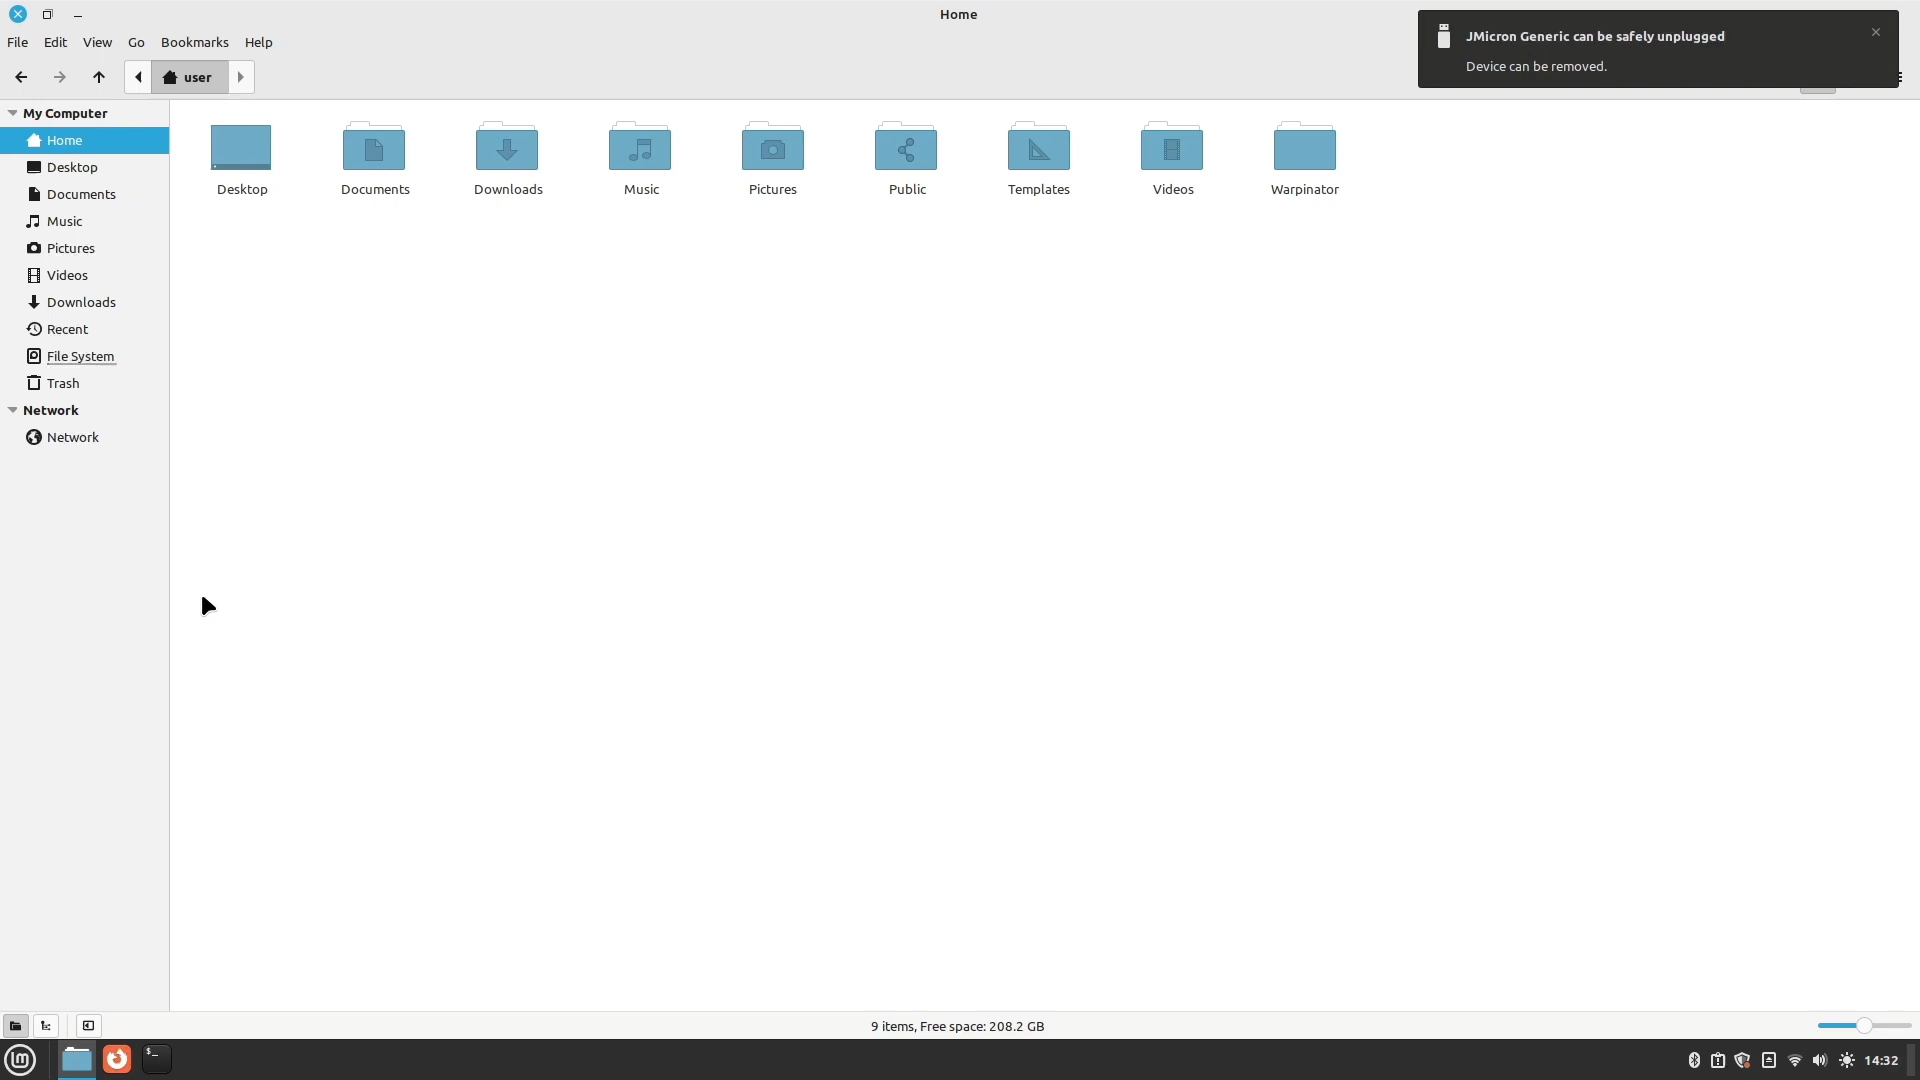 Home
JMicron Generic can be safely unplugged
Device can be removed.
File Edit View Go Bookmarks Help
user
My Computer
Home
Desktop
Documents
Music
Pictures
Videos
Downloads
Recent
File System
Trash
Network
Network
Desktop Documents Downloads Music Pictures Public Templates Videos Warpinator
9 items, Free space: 208.2 GB
lm
$_
14:32